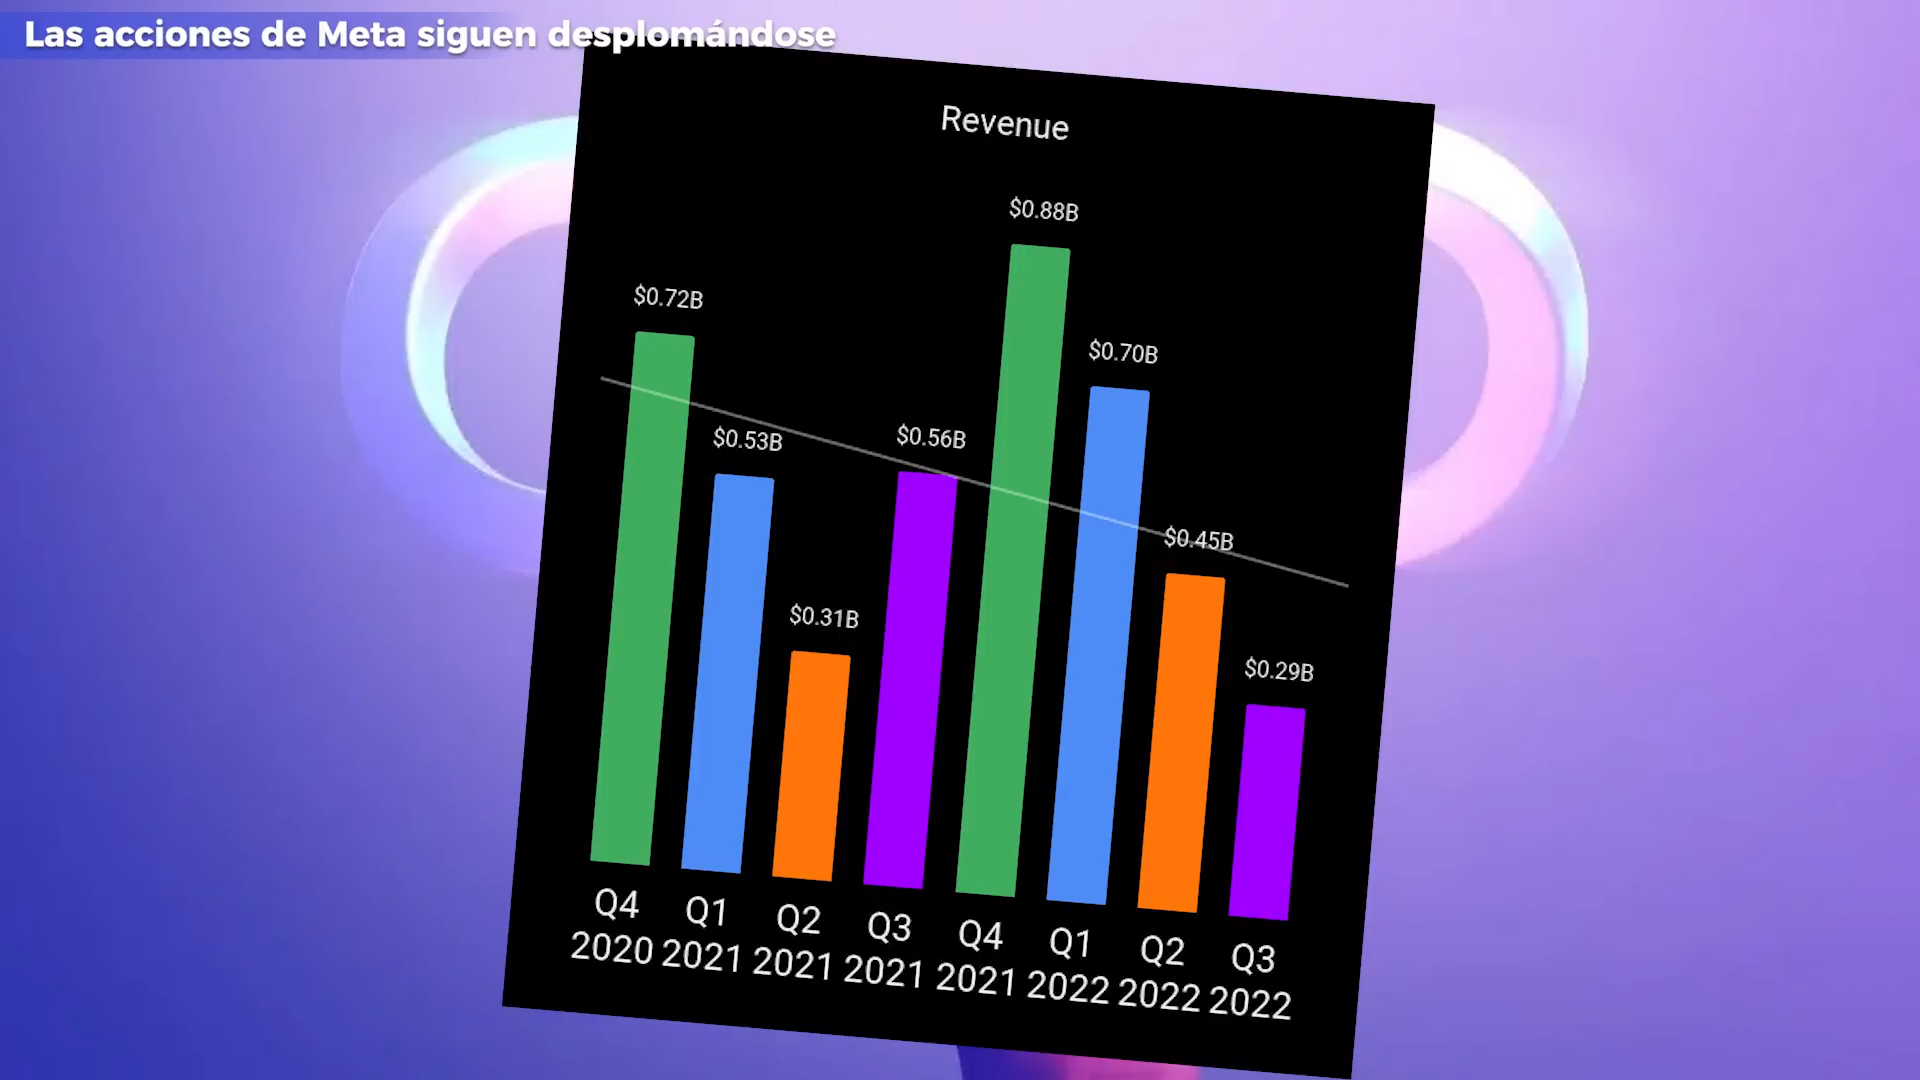 Las acciones de Meta siguen desplomándose
Revenue
$0.88B
$0.72B
$0.70B
$0.53B
$0.56B
$0.45B
$0.31B
$0.29B
Q4 2020
Q1 2021
Q2 2021
Q3 2021
Q4 2021
Q1 2022
Q2 2022
Q3 2022